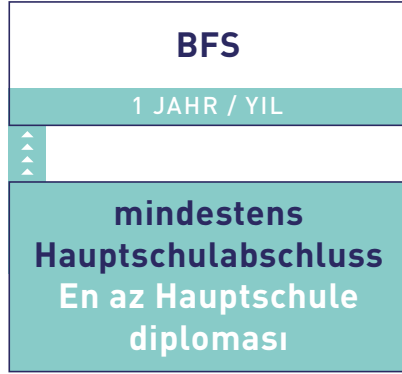 BFS
1 JAHR / YIL
mindestens
Hauptschulabschluss
En az Hauptschule
diploması